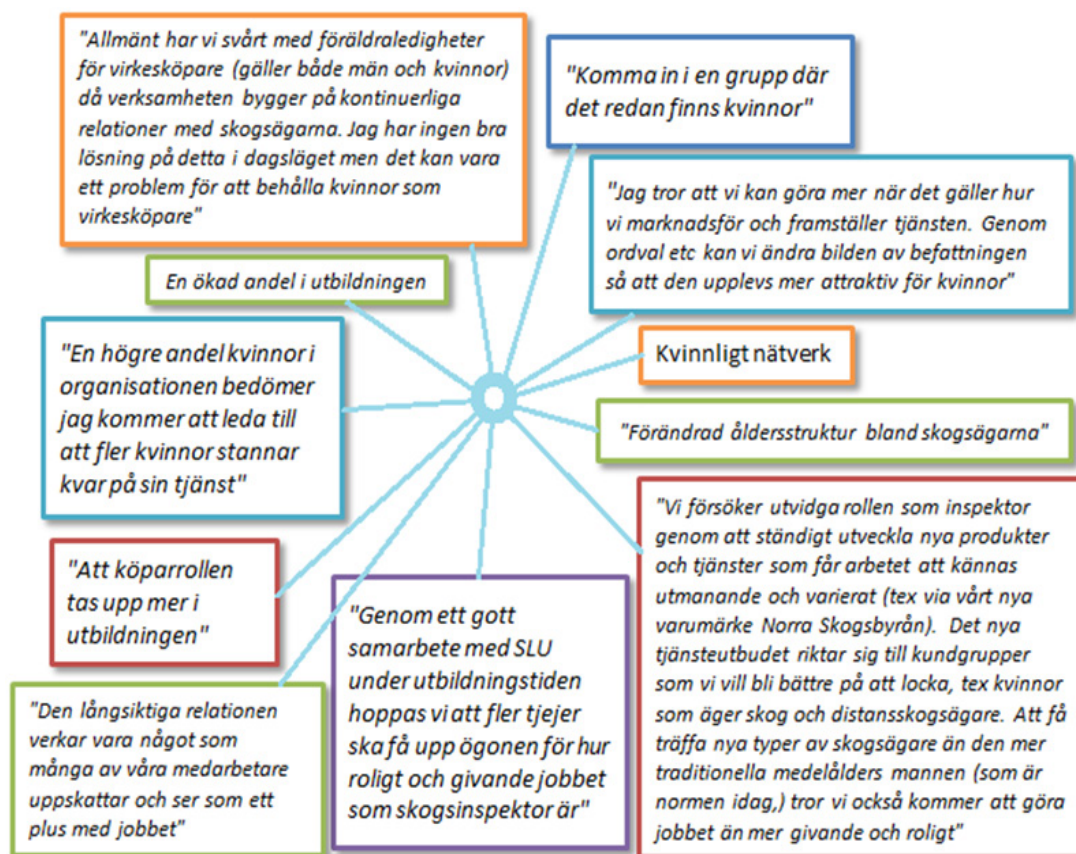 "Allmänt har vi svårt med föräldraledigheter
för virkesköpare (gäller både män och kvinnor)
då verksamheten bygger på kontinuerliga
relationer med skogsägarna. Jag har ingen bra
lösning på detta i dagsläget men det kan vara
ett problem för att behålla kvinnor som
virkesköpare"
"Komma in i en grupp där
det redan finns kvinnor"
"Jag tror att vi kan göra mer när det gäller hur
vi marknadsför och framställer tjänsten. Genom
ordval etc kan vi ändra bilden av befattningen
så att den upplevs mer attraktiv för kvinnor"
En ökad andel i utbildningen
"En högre andel kvinnor i
organisationen bedömer
jag kommer att leda till
att fler kvinnor stannar
kvar på sin tjänst"
Kvinnligt nätverk
"Förändrad åldersstruktur bland skogsägarna"
"Att köparrollen
tas upp mer i
utbildningen"
"Genom ett gott
samarbete med SLU
under utbildningstiden
hoppas vi att fler tjejer
ska få upp ögonen för hur
roligt och givande jobbet
som skogsinspektor är"
"Vi försöker utvidga rollen som inspektor
genom att ständigt utveckla nya produkter
och tjänster som får arbetet att kännas
utmanande och varierat (tex via vårt nya
varumärke Norra Skogsbyrån). Det nya
tjänsteutbudet riktar sig till kundgrupper
som vi vill bli bättre på att locka, tex kvinnor
som äger skog och distansskogsägare. Att få
träffa nya typer av skogsägare än den mer
traditionella medelålders mannen (som är
normen idag,) tror vi också kommer att göra
jobbet än mer givande och roligt"
"Den långsiktiga relationen
verkar vara något som
många av våra medarbetare
uppskattar och ser som ett
plus med jobbet"